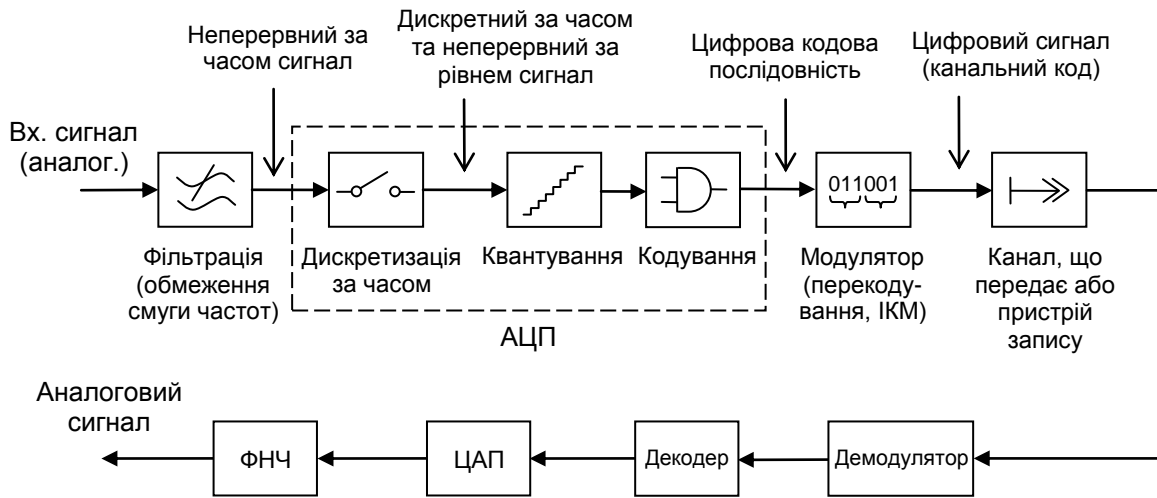 Неперервний за
часом сигнал
Дискретний за часом
та неперервний за
рівнем сигнал
Цифрова кодова
послідовність
Цифровий сигнал
(канальний код)
Вх. сигнал
(аналог.)
011001
Фільтрація
(обмеження
смуги частот)
Дискретизація
за часом
Квантування
Кодування
Модулятор
(перекоду-
вання, ІКМ)
Канал, що
передає або
пристрій
запису
АЦП
Аналоговий
сигнал
ФНЧ
ЦАП
Декодер
Демодулятор